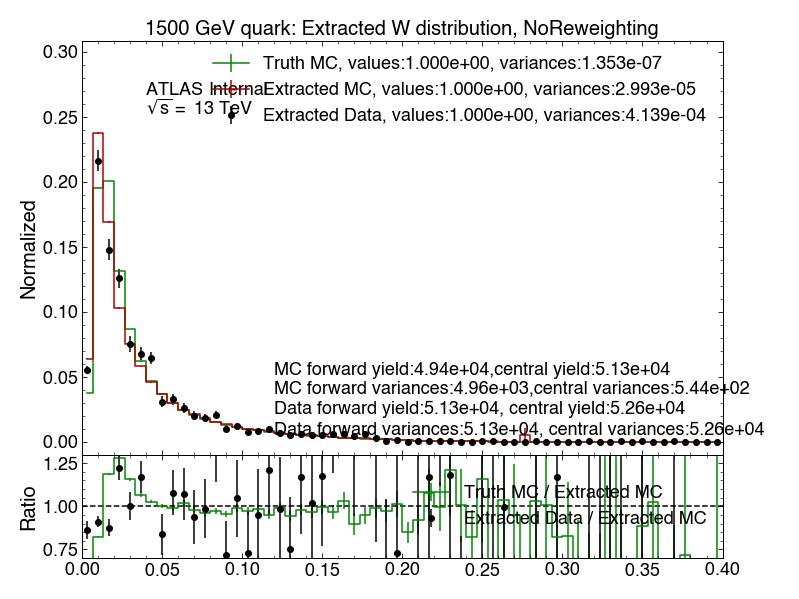 1500 GeV quark: Extracted W distribution, NoReweighting
0.30
Truth MC, values:1.000e+00, variances:1.353e-07
ATLAS Internal
Extracted MC, values:1.000e+00, variances:2.993e-05
√s = 13 TeV
Extracted Data, values:1.000e+00, variances:4.139e-04
0.25
0.20
0.15
0.10
0.05
0.00
Normalized
MC forward yield:4.94e+04,central yield:5.13e+04
MC forward variances:4.96e+03,central variances:5.44e+02
Data forward yield:5.13e+04, central yield:5.26e+04
Data forward variances:5.13e+04, central variances:5.26e+04
1.25
1.00
0.75
Ratio
Truth MC / Extracted MC
Extracted Data / Extracted MC
0.00 0.05 0.10 0.15 0.20 0.25 0.30 0.35 0.40